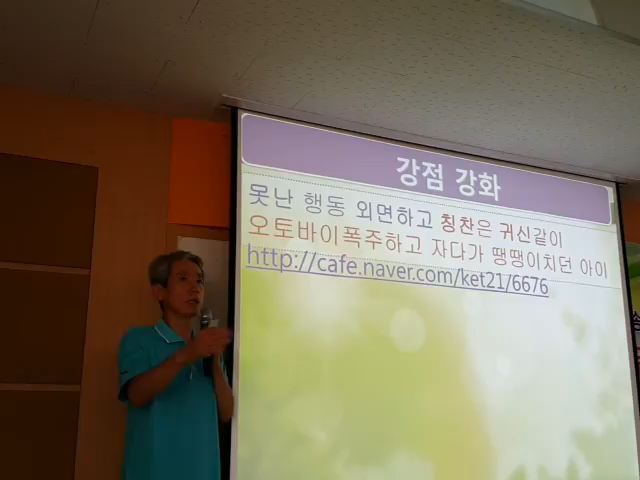 강점 강화
못난 행동 외면하고 칭찬은 귀신같이
오토바이폭주하고 자다가 땡땡이치던 아이
http://cafe.naver.com/ket21/6676